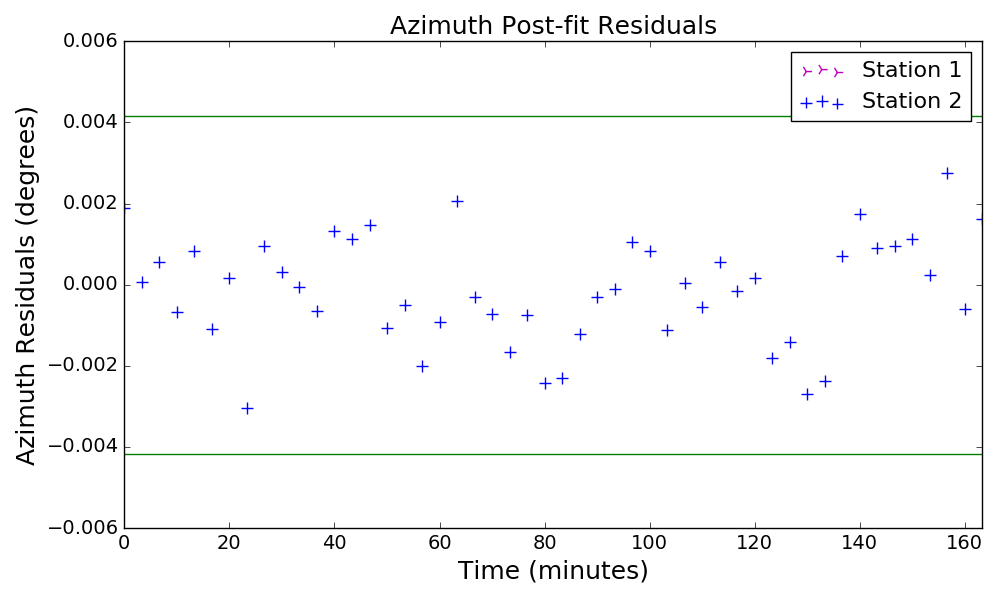 Azimuth Post-fit Residuals
0.006
0.004
0.002
0.000
−0.002
−0.004
−0.006
Azimuth Residuals (degrees)
Station 1
Station 2
0 20 40 60 80 100 120 140 160
Time (minutes)